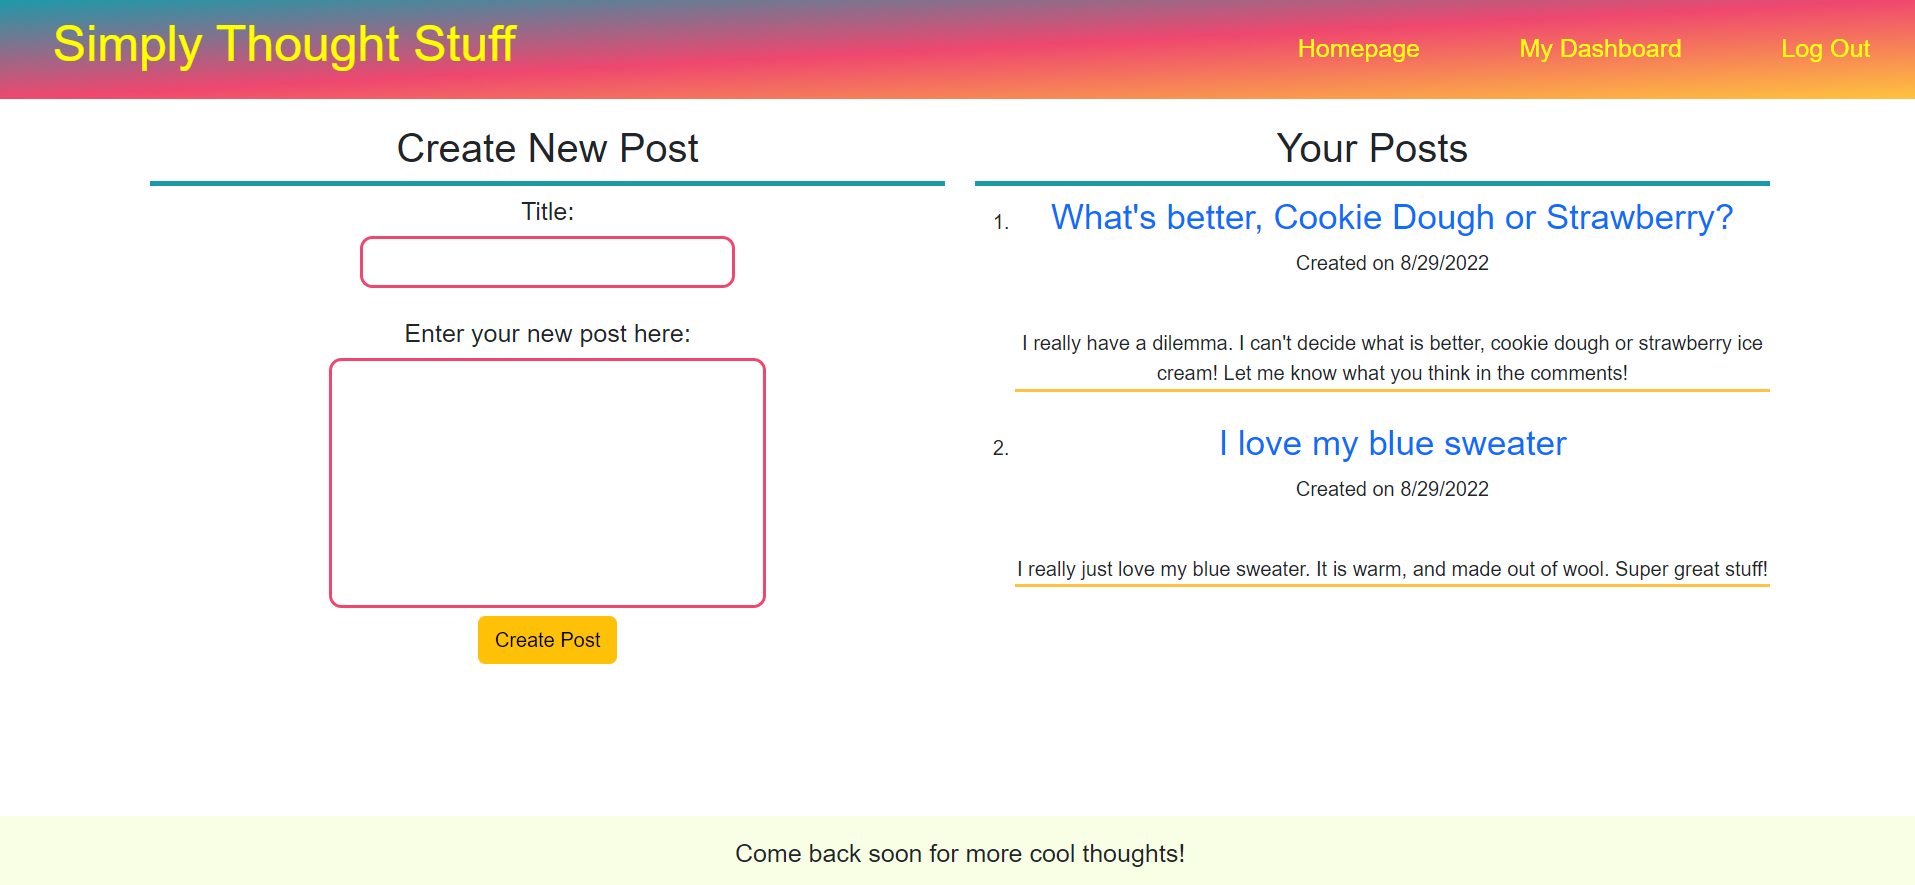 Simply Thought Stuff
Homepage
My Dashboard
Log Out
Create New Post
Title:
Enter your new post here:
Create Post
Your Posts
1. What's better, Cookie Dough or Strawberry?
Created on 8/29/2022
I really have a dilemma. I can't decide what is better, cookie dough or strawberry ice
cream! Let me know what you think in the comments!
2. I love my blue sweater
Created on 8/29/2022
I really just love my blue sweater. It is warm, and made out of wool. Super great stuff!
Come back soon for more cool thoughts!